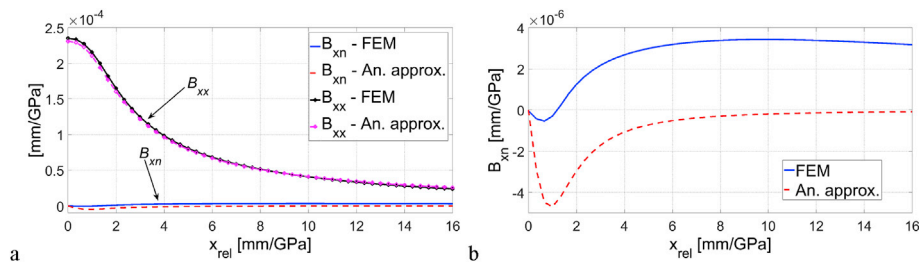 ×10⁻⁴
2.5
2
1.5
1
0.5
0
[mm/GPa]
0 2 4 6 8 10 12 14 16
x_rel [mm/GPa]
B_xn - FEM
B_xn - An. approx.
B_xx - FEM
B_xx - An. approx.
B_xx
B_xn
a
×10⁻⁶
4
2
0
-2
-4
B_xn [mm/GPa]
0 2 4 6 8 10 12 14 16
x_rel [mm/GPa]
FEM
An. approx.
b